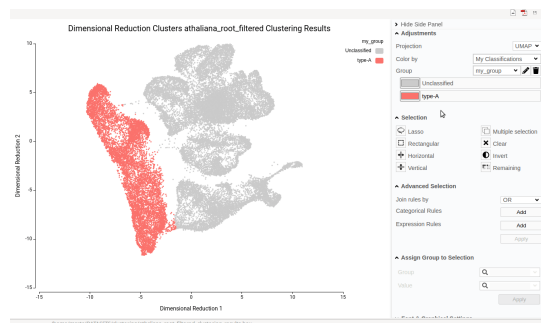 Hide Side Panel
Dimensional Reduction Clusters athaliana_root_filtered Clustering Results
my_group
Unclassified
type-A
10
5
0
-5
-10
-15
-15
-10
-5
0
5
10
15
Dimensional Reduction 2
Dimensional Reduction 1
Adjustments
Projection UMAP
Color by My Classifications
Group my_group
Unclassified
type-A
Selection
Lasso Multiple selection
Rectangular Clear
Horizontal Invert
Vertical Remaining
Advanced Selection
Join rules by OR
Categorical Rules Add
Expression Rules Add
Apply
Assign Group to Selection
Group
Value
Apply